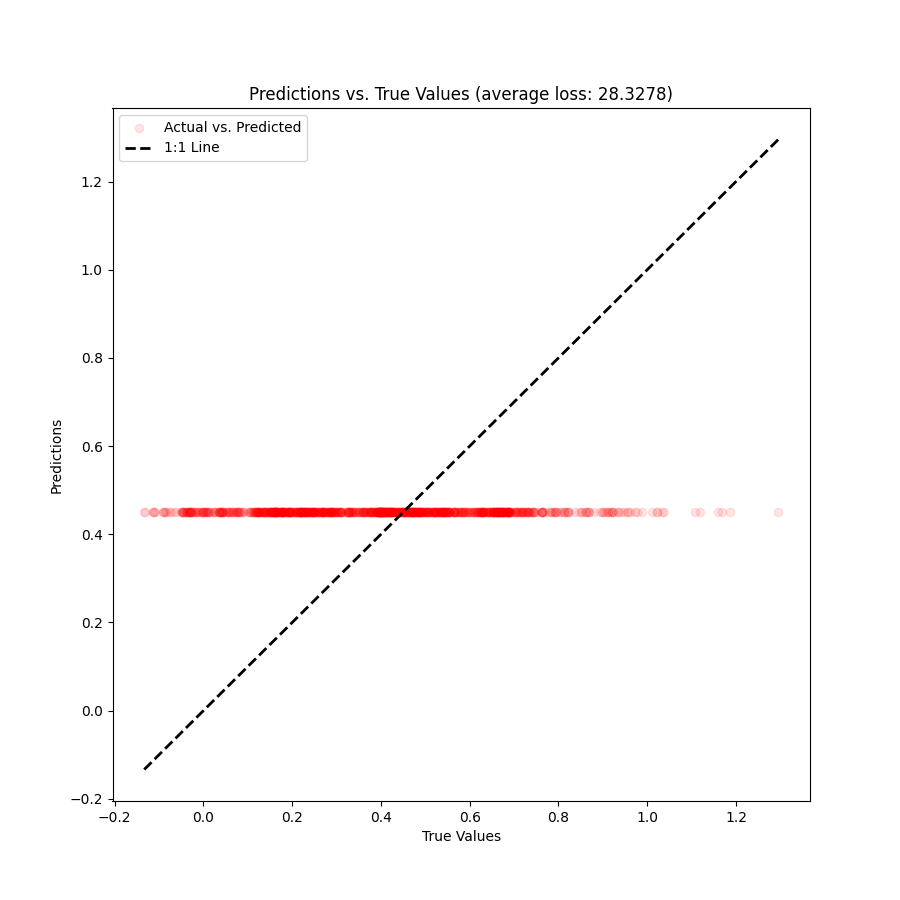 Predictions vs. True Values (average loss: 28.3278)
Actual vs. Predicted
1:1 Line
1.2
1.0
0.8
0.6
0.4
0.2
0.0
−0.2
Predictions
−0.2 0.0 0.2 0.4 0.6 0.8 1.0 1.2
True Values